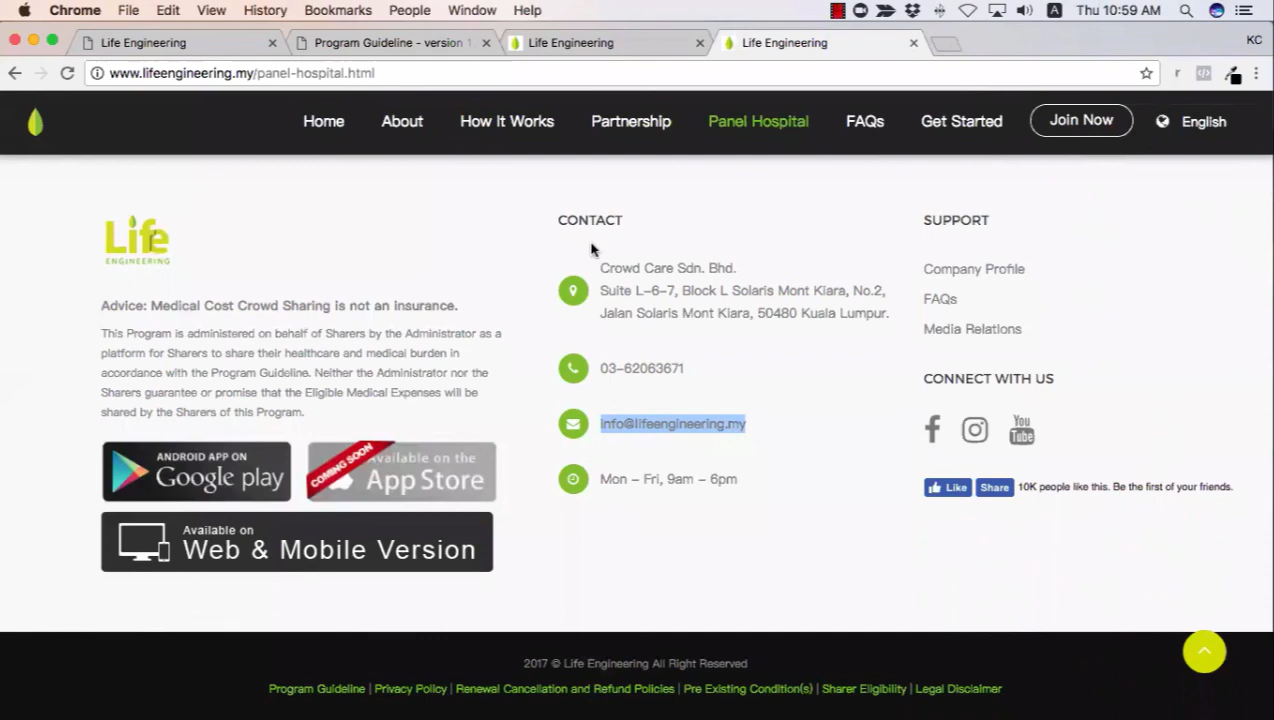 Chrome File Edit View History Bookmarks People Window Help A Thu 10:59 AM
Life Engineering Program Guideline - version Life Engineering Life Engineering KC
www.lifeengineering.my/panel-hospital.html r
Home About How It Works Partnership Panel Hospital FAQs Get Started Join Now English
Life
ENGINEERING
Advice: Medical Cost Crowd Sharing is not an insurance.
This Program is administered on behalf of Sharers by the Administrator as a
platform for Sharers to share their healthcare and medical burden in
accordance with the Program Guideline. Neither the Administrator nor the
Sharers guarantee or promise that the Eligible Medical Expenses will be
shared by the Sharers of this Program.
ANDROID APP ON
Google play
COMING SOON
Available on the
App Store
Available on
Web & Mobile Version
CONTACT
Crowd Care Sdn. Bhd.
Suite L-6-7, Block L Solaris Mont Kiara, No.2,
Jalan Solaris Mont Kiara, 50480 Kuala Lumpur.
03-62063671
info@lifeengineering.my
Mon - Fri, 9am - 6pm
SUPPORT
Company Profile
FAQs
Media Relations
CONNECT WITH US
You
Tube
Like Share 10K people like this. Be the first of your friends.
2017 © Life Engineering All Right Reserved
Program Guideline | Privacy Policy | Renewal Cancellation and Refund Policies | Pre Existing Condition(s) | Sharer Eligibility | Legal Disclaimer